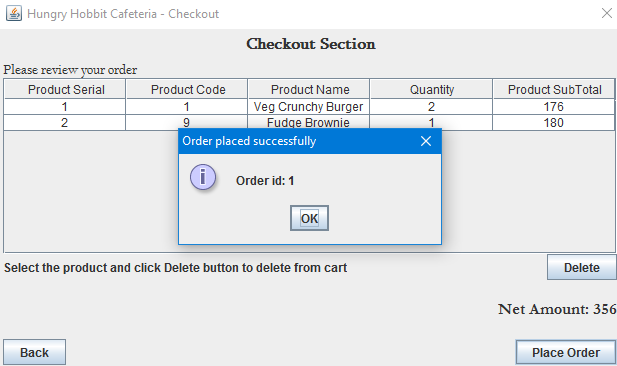 Hungry Hobbit Cafeteria - Checkout
Checkout Section
Please review your order
Product Serial Product Code Product Name Quantity Product SubTotal
1 1 Veg Crunchy Burger 2 176
2 9 Fudge Brownie 1 180
Order placed successfully
Order id: 1
OK
Select the product and click Delete button to delete from cart
Delete
Net Amount: 356
Back
Place Order